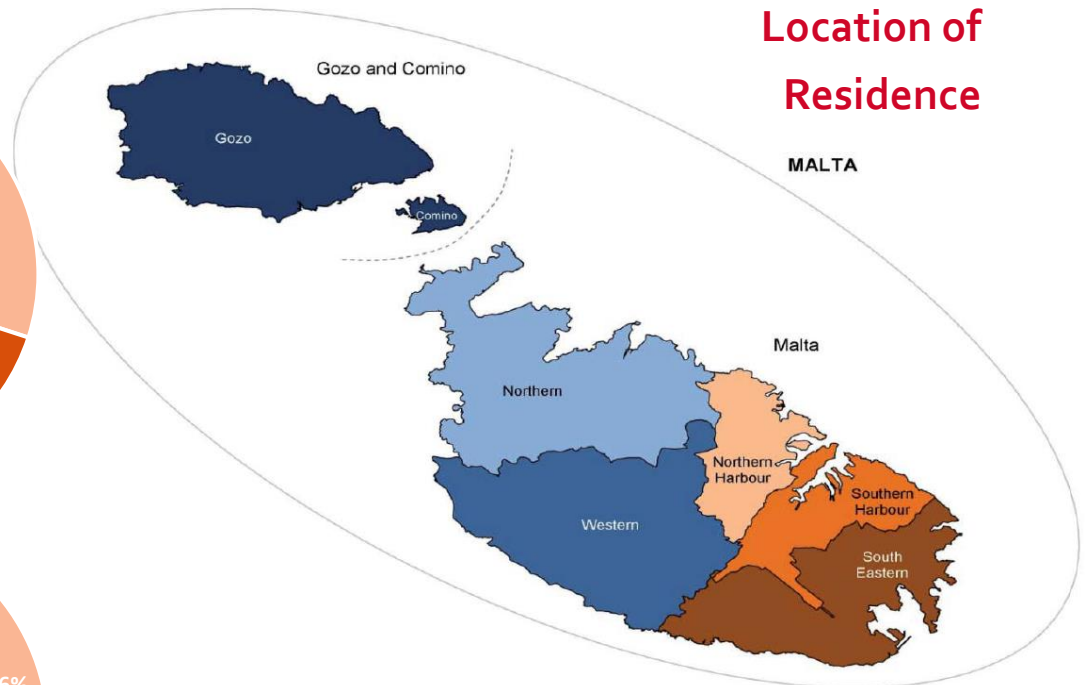 Location of
Residence
Gozo and Comino
MALTA
Gozo
Comino
Malta
Northern
Northern
Harbour
Southern
Harbour
Western
South
Eastern